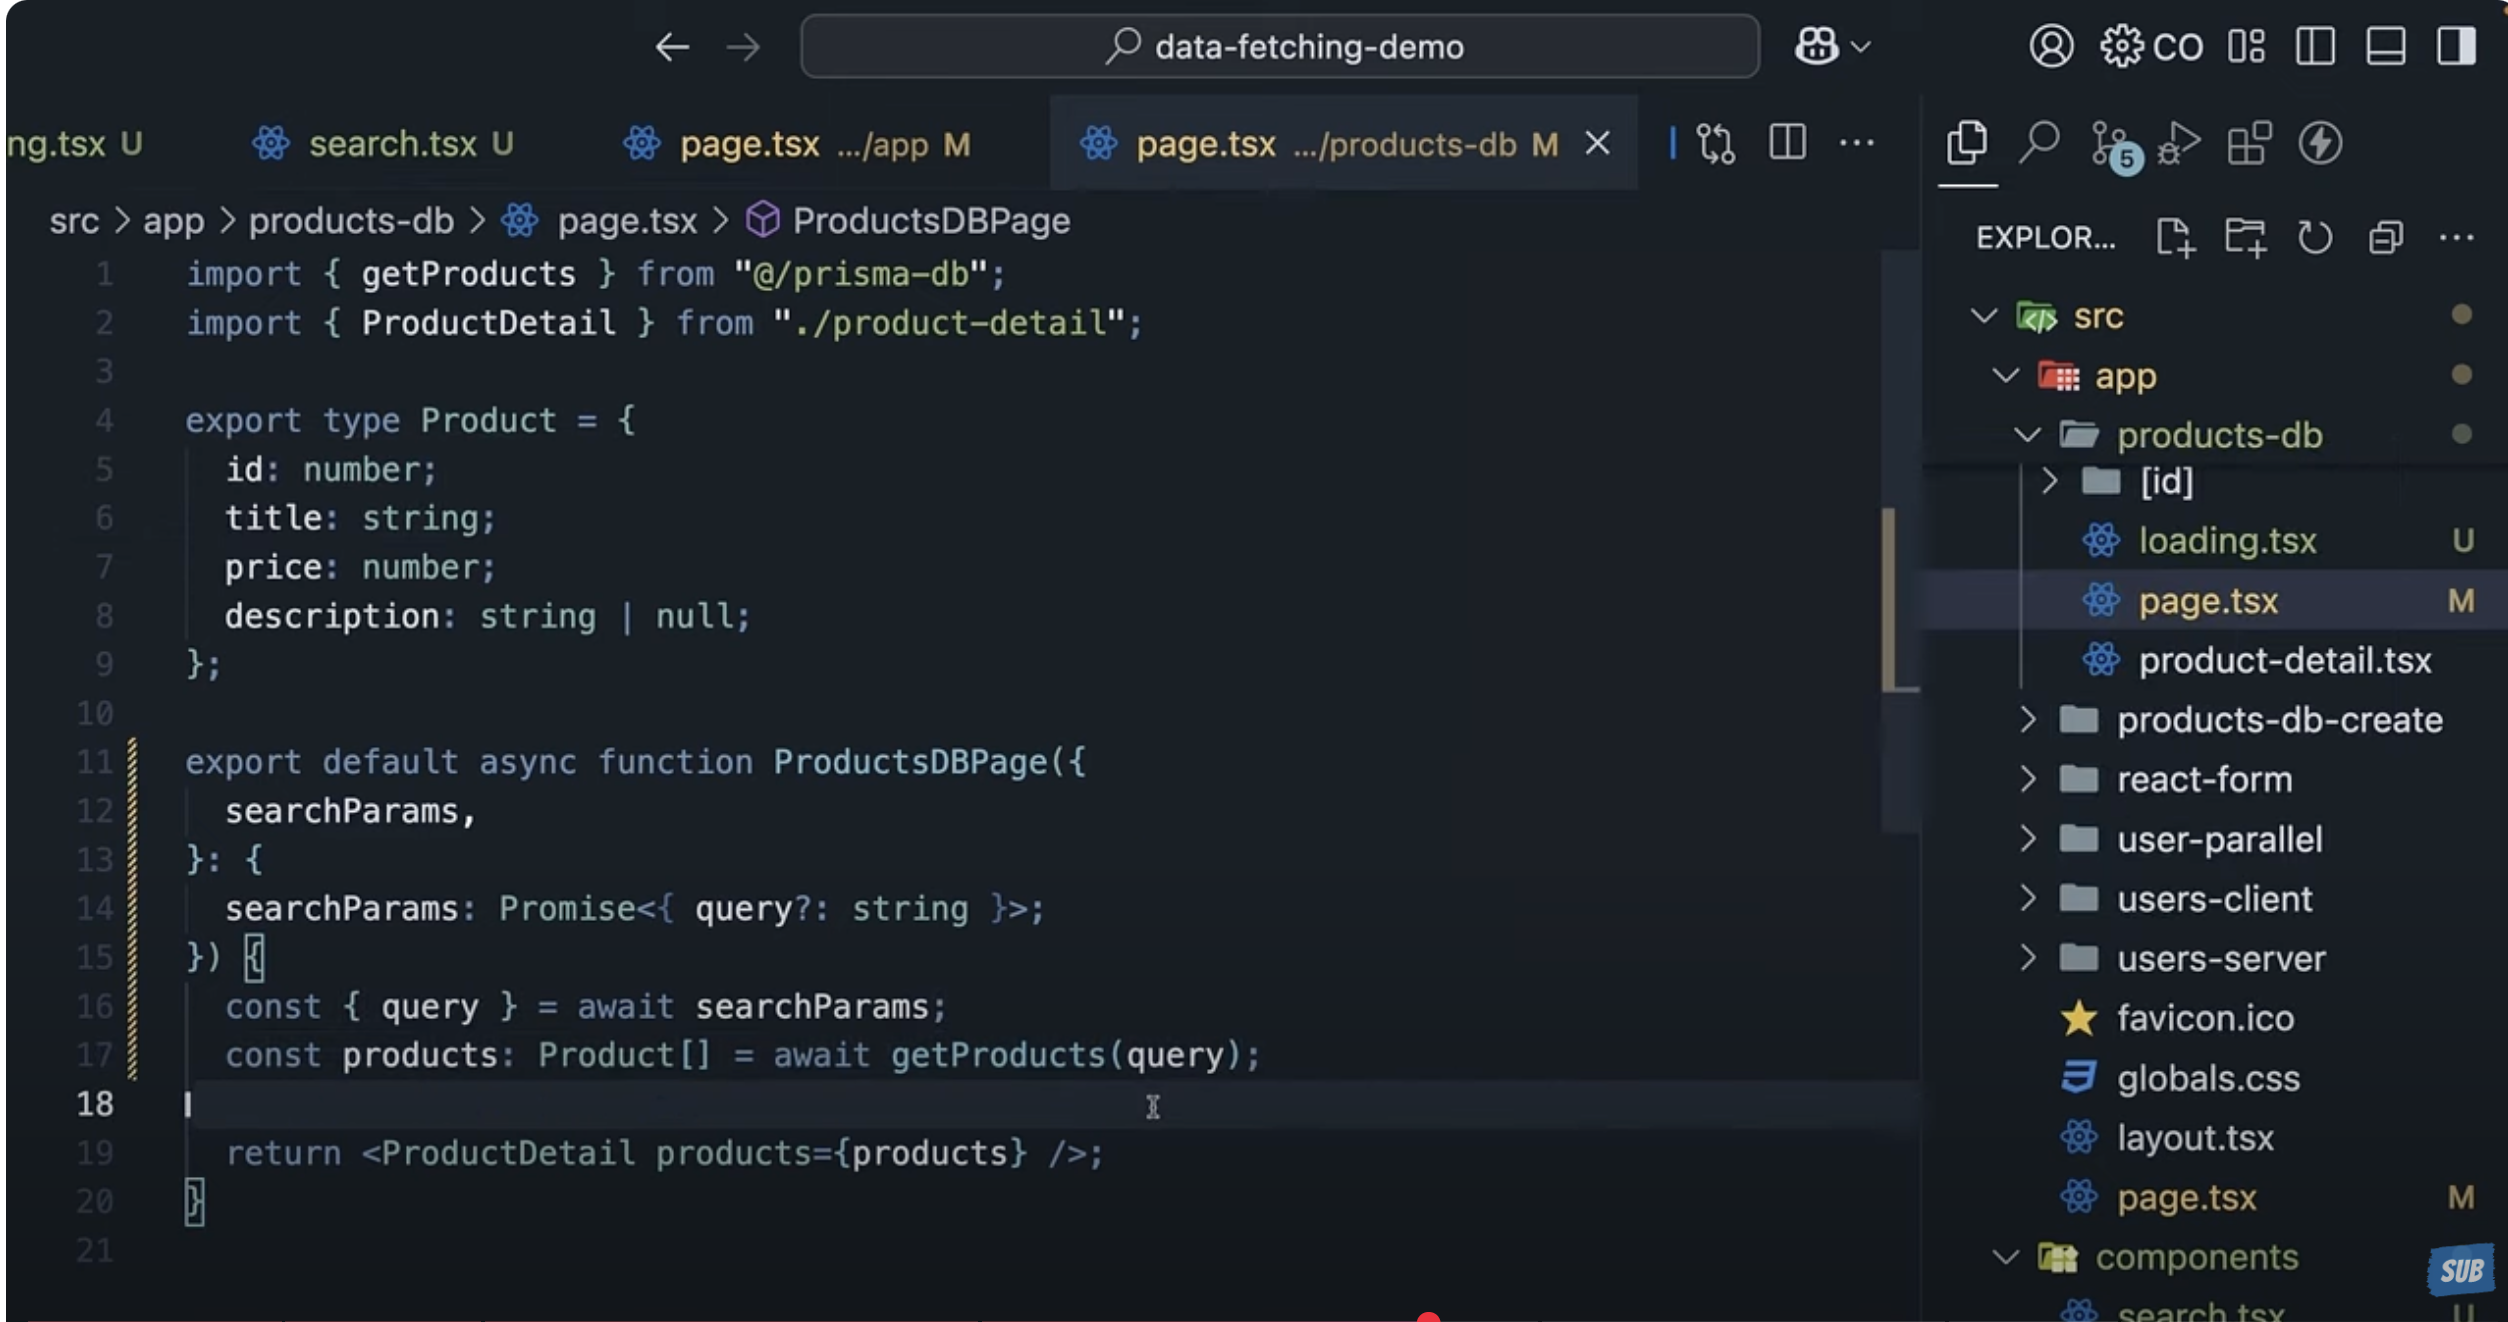 data-fetching-demo
CO
ng.tsx U
search.tsx U
page.tsx .../app M
page.tsx .../products-db M
5
src > app > products-db > page.tsx > ProductsDBPage
EXPLOR...
1 import { getProducts } from "@/prisma-db";
2 import { ProductDetail } from "./product-detail";
3
4 export type Product = {
5 id: number;
6 title: string;
7 price: number;
8 description: string | null;
9 };
10
11 export default async function ProductsDBPage({
12 searchParams,
13 }: {
14 searchParams: Promise<{ query?: string }>;
15 }) {
16 const { query } = await searchParams;
17 const products: Product[] = await getProducts(query);
18
19 return <ProductDetail products={products} />;
20 }
21
src
app
products-db
[id]
loading.tsx U
page.tsx M
product-detail.tsx
products-db-create
react-form
user-parallel
users-client
users-server
favicon.ico
globals.css
layout.tsx
page.tsx M
components
search.tsx U
SUB